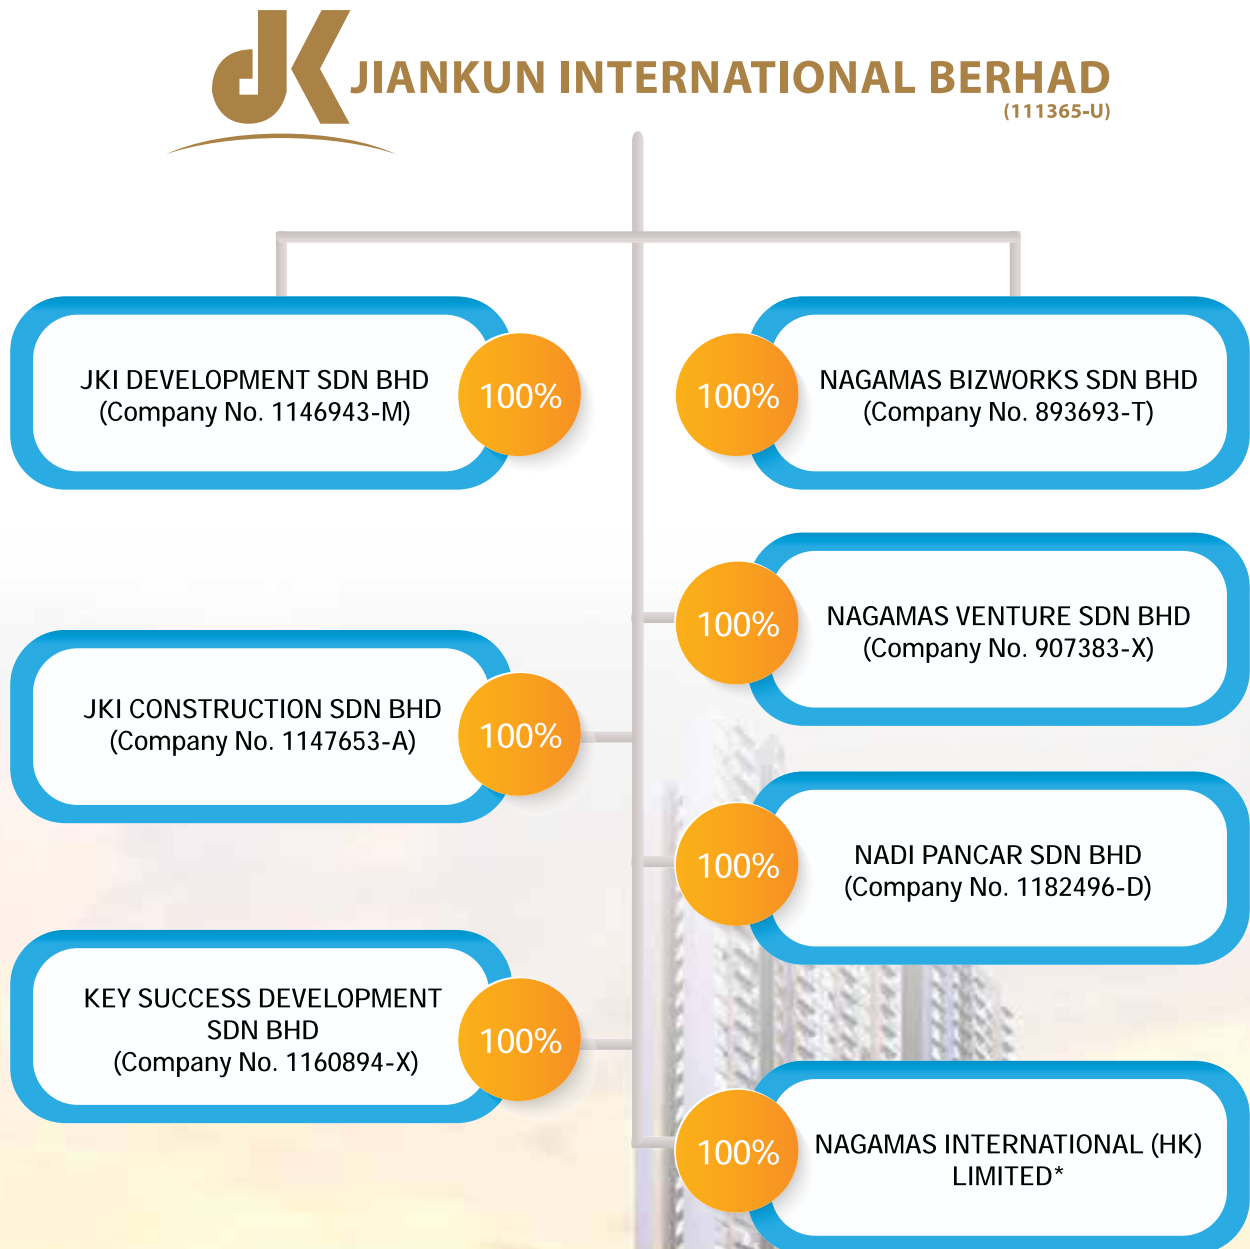 JK
JIANKUN INTERNATIONAL BERHAD
(111365-U)
JKI DEVELOPMENT SDN BHD
(Company No. 1146943-M)
100%
100%
NAGAMAS BIZWORKS SDN BHD
(Company No. 893693-T)
100%
NAGAMAS VENTURE SDN BHD
(Company No. 907383-X)
JKI CONSTRUCTION SDN BHD
(Company No. 1147653-A)
100%
100%
NADI PANCAR SDN BHD
(Company No. 1182496-D)
KEY SUCCESS DEVELOPMENT
SDN BHD
(Company No. 1160894-X)
100%
100%
NAGAMAS INTERNATIONAL (HK)
LIMITED*